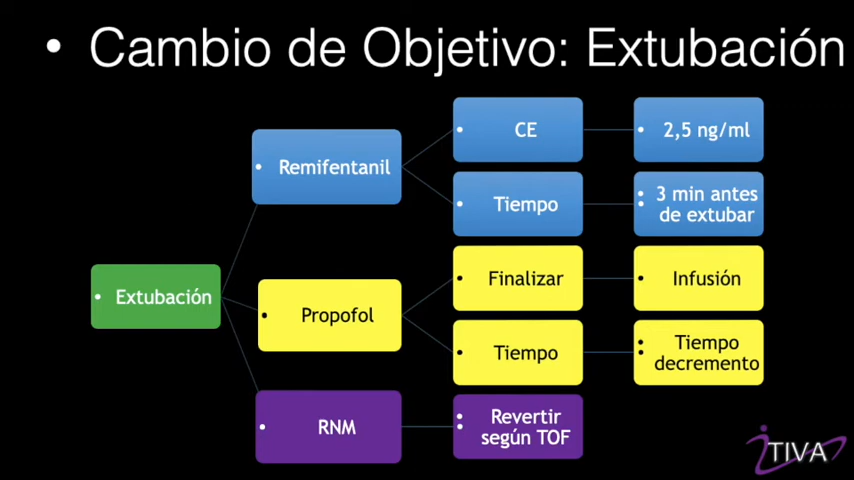 • Cambio de Objetivo: Extubación
• Extubación
• Remifentanil
• CE
• 2,5 ng/ml
• Tiempo
• 3 min antes
• de extubar
• Propofol
• Finalizar
• Infusión
• Tiempo
• Tiempo
• decremento
• RNM
• Revertir
• según TOF
iTIVA